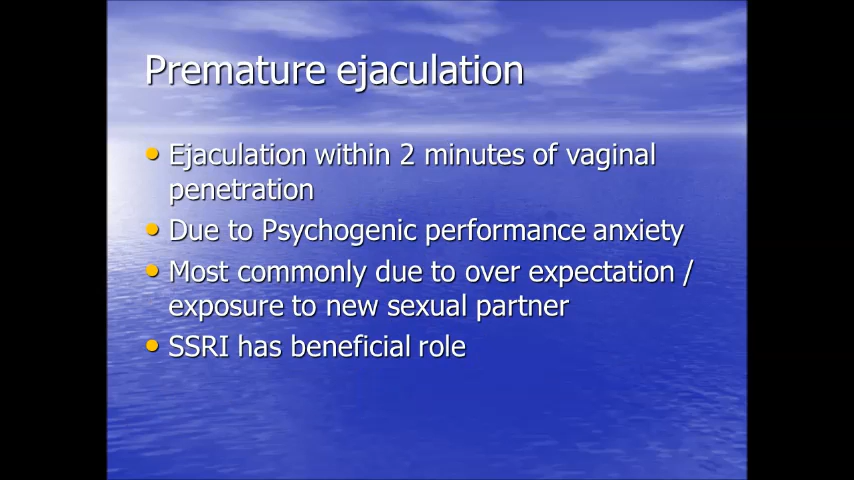 Premature ejaculation
• Ejaculation within 2 minutes of vaginal
penetration
• Due to Psychogenic performance anxiety
• Most commonly due to over expectation /
exposure to new sexual partner
• SSRI has beneficial role